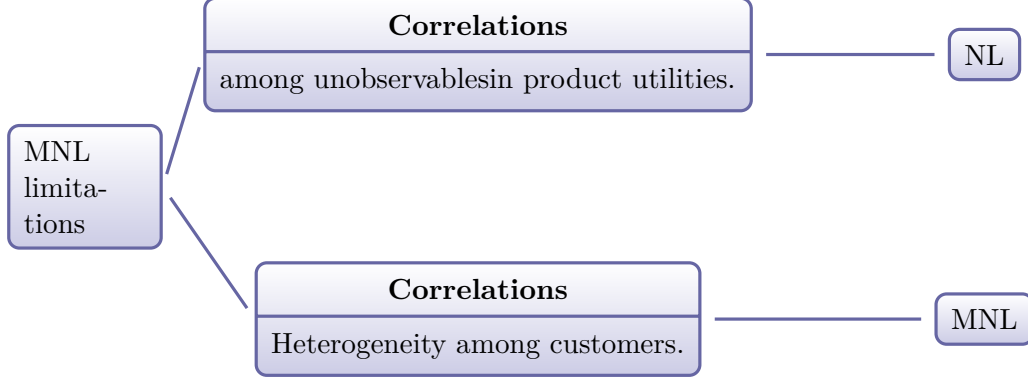 Correlations
among unobservablesin product utilities.
NL
MNL
limita-
tions
Correlations
Heterogeneity among customers.
MNL